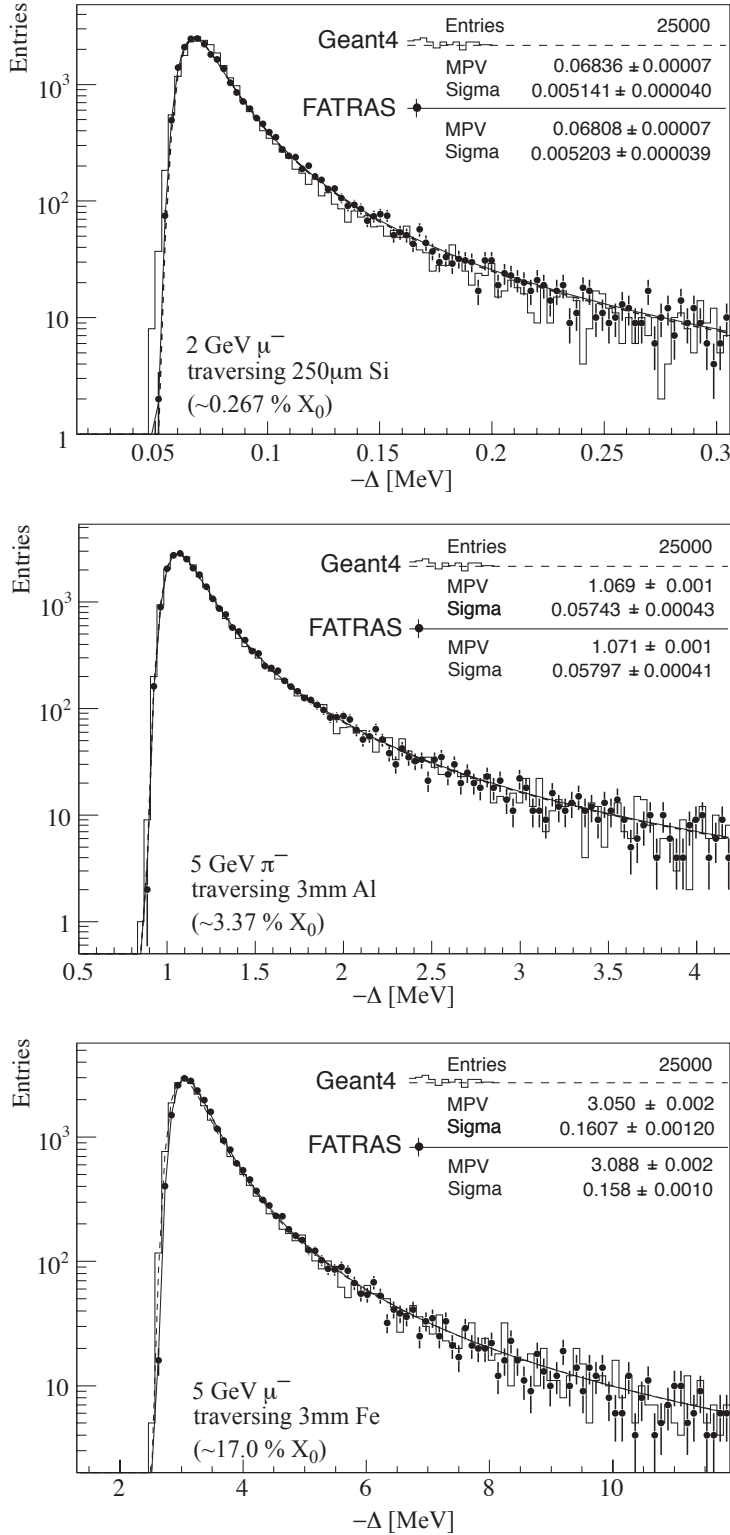 Entries
10³
10²
10
1
Geant4
Entries 25000
MPV 0.06836 ± 0.00007
Sigma 0.005141 ± 0.000040
FATRAS
MPV 0.06808 ± 0.00007
Sigma 0.005203 ± 0.000039
2 GeV μ⁻
traversing 250μm Si
(~0.267 % X₀)
0.05 0.1 0.15 0.2 0.25 0.3
−Δ [MeV]
Entries
10³
10²
10
1
Geant4
Entries 25000
MPV 1.069 ± 0.001
Sigma 0.05743 ± 0.00043
FATRAS
MPV 1.071 ± 0.001
Sigma 0.05797 ± 0.00041
5 GeV π⁻
traversing 3mm Al
(~3.37 % X₀)
0.5 1 1.5 2 2.5 3 3.5 4
−Δ [MeV]
Entries
10³
10²
10
Geant4
Entries 25000
MPV 3.050 ± 0.002
Sigma 0.1607 ± 0.00120
FATRAS
MPV 3.088 ± 0.002
Sigma 0.158 ± 0.0010
5 GeV μ⁻
traversing 3mm Fe
(~17.0 % X₀)
2 4 6 8 10
−Δ [MeV]